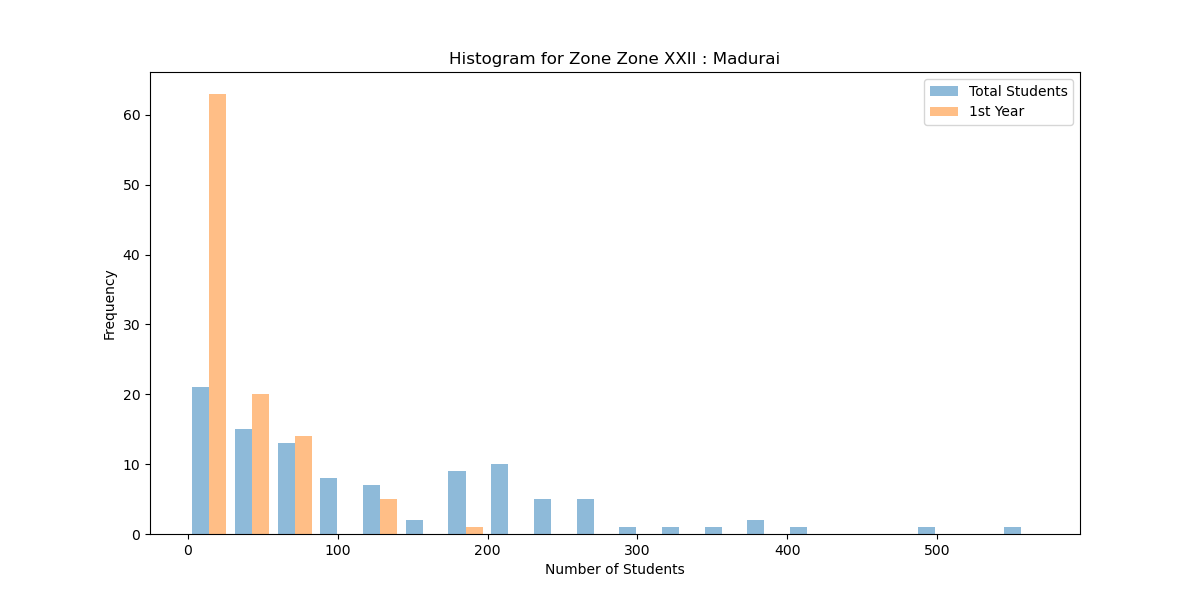 Histogram for Zone Zone XXII : Madurai
Total Students
1st Year
Frequency
60
50
40
30
20
10
0
0 100 200 300 400 500
Number of Students